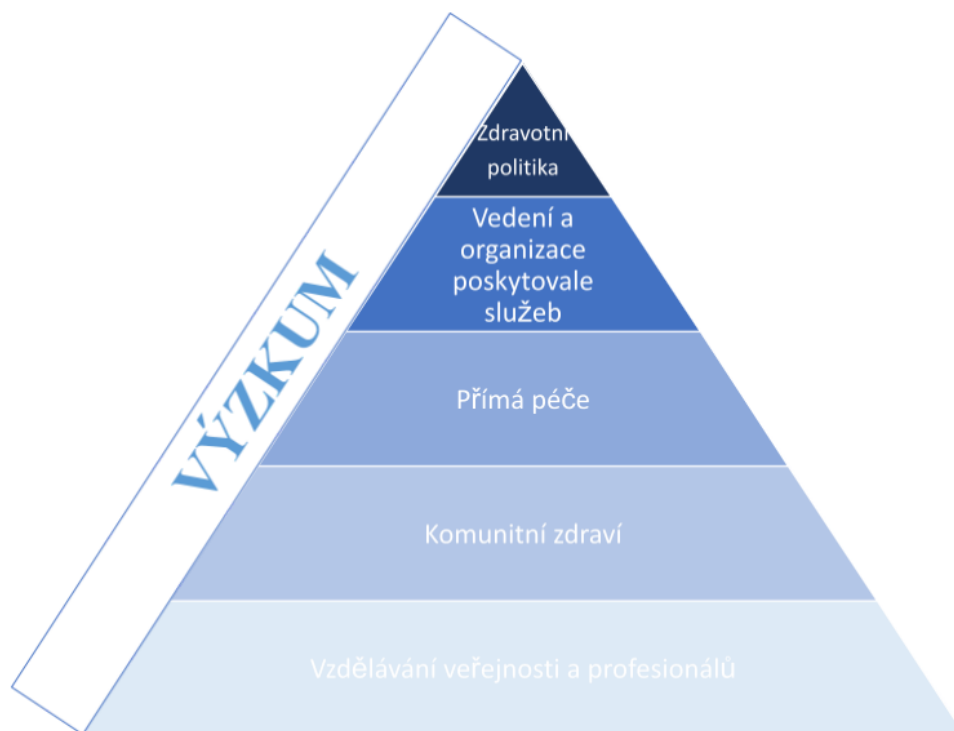 Zdravotní
politika
Vedení a
organizace
poskytovale
služeb
VÝZKUM
Přímá péče
Komunitní zdraví
Vzdělávání veřejnosti a profesionálů